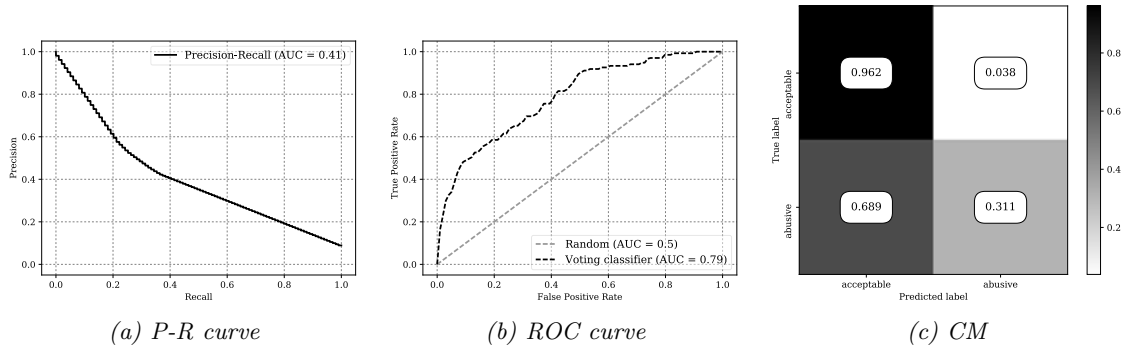 1.0
0.8
0.6
0.4
0.2
0.0
Precision
0.0 0.2 0.4 0.6 0.8 1.0
Recall
Precision-Recall (AUC = 0.41)
(a) P-R curve
1.0
0.8
0.6
0.4
0.2
0.0
True Positive Rate
0.0 0.2 0.4 0.6 0.8 1.0
False Positive Rate
Random (AUC = 0.5)
Voting classifier (AUC = 0.79)
(b) ROC curve
True label
acceptable
abusive
0.962 0.038
0.689 0.311
acceptable abusive
Predicted label
0.8
0.6
0.4
0.2
(c) CM